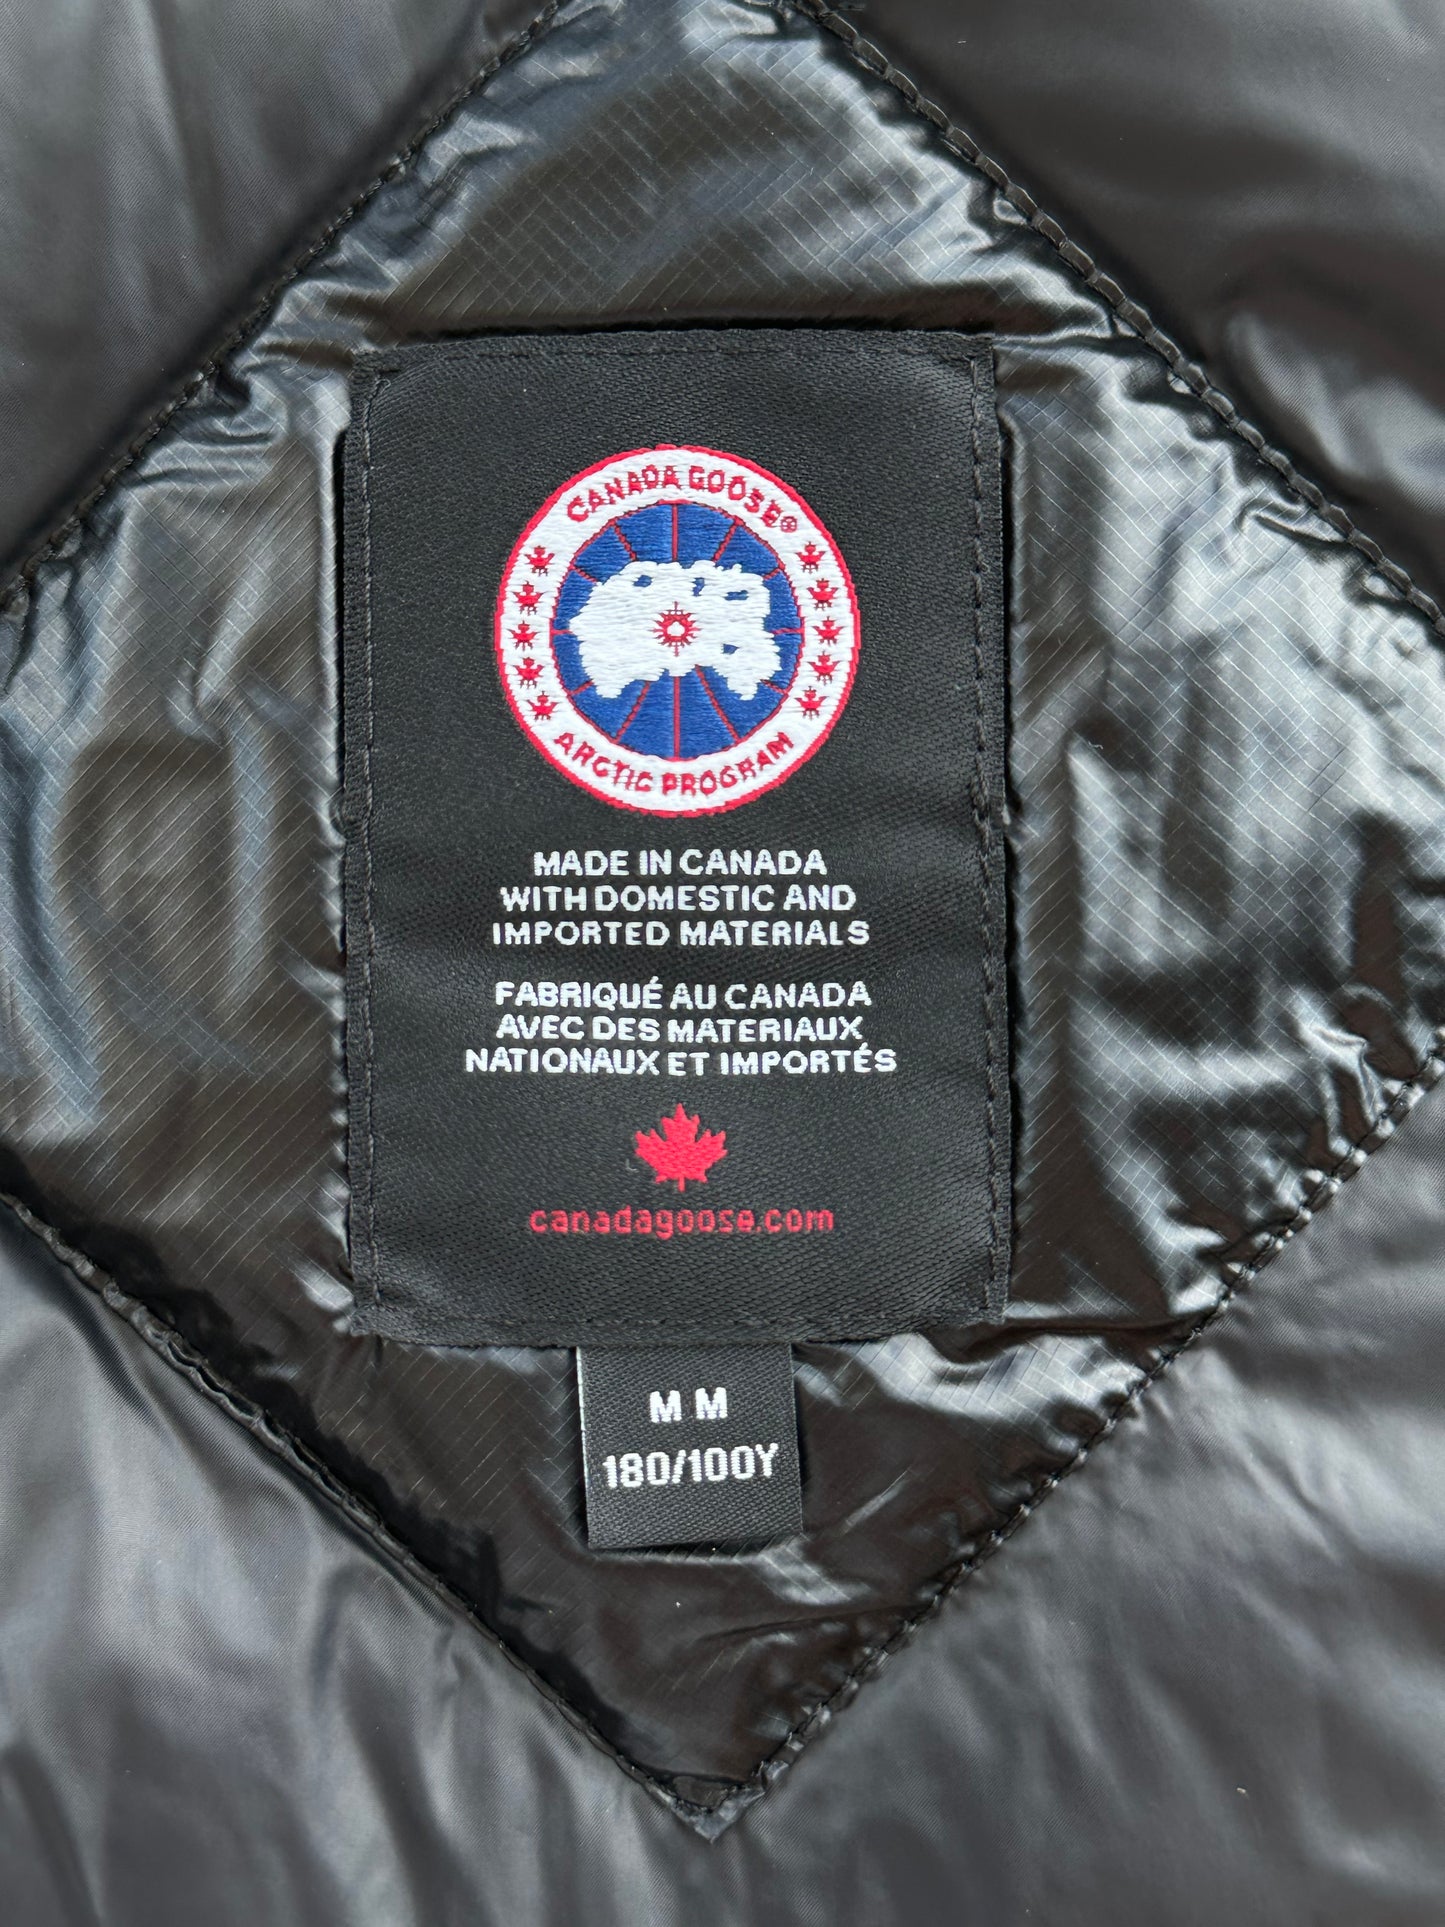 CANADA GOOSE®
ARCTIC PROGRAM
MADE IN CANADA
WITH DOMESTIC AND
IMPORTED MATERIALS
FABRIQUÉ AU CANADA
AVEC DES MATERIAUX
NATIONAUX ET IMPORTÉS
canadagoose.com
M M
180/100Y